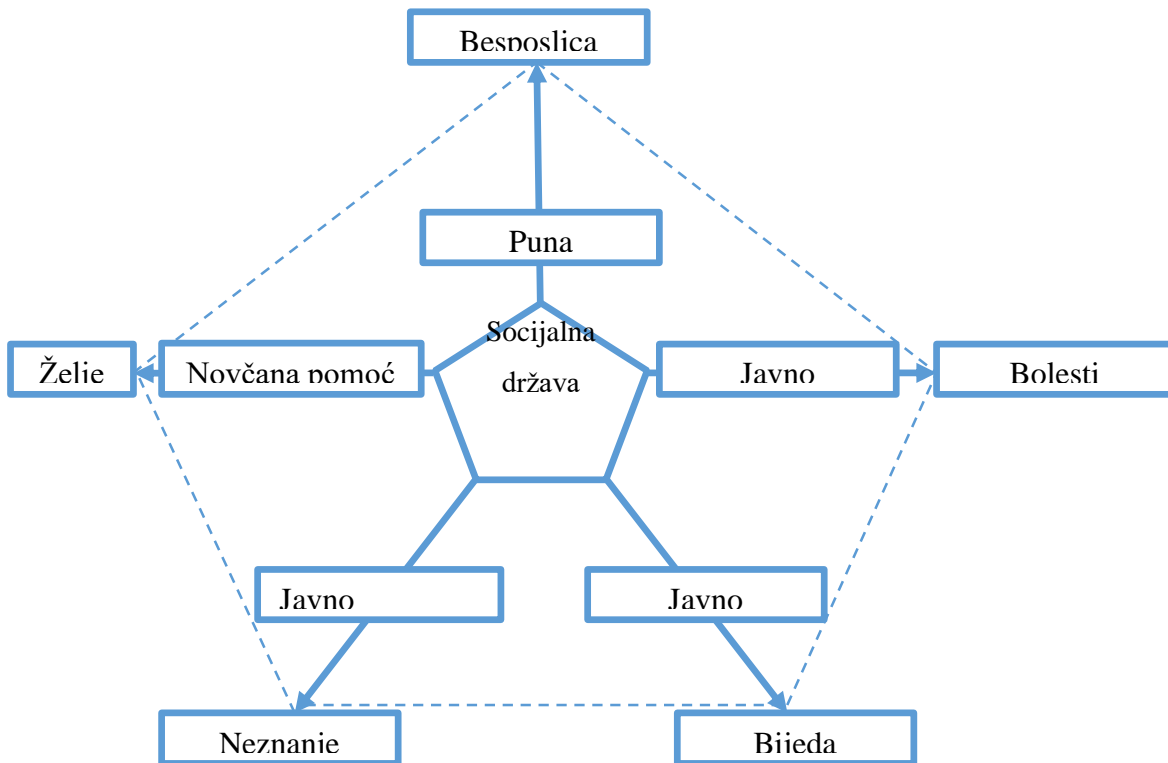 Besposlica
Puna
Socijalna
država
Želje
Novčana pomoć
Javno
Bolesti
Javno
Javno
Neznanje
Bijeda